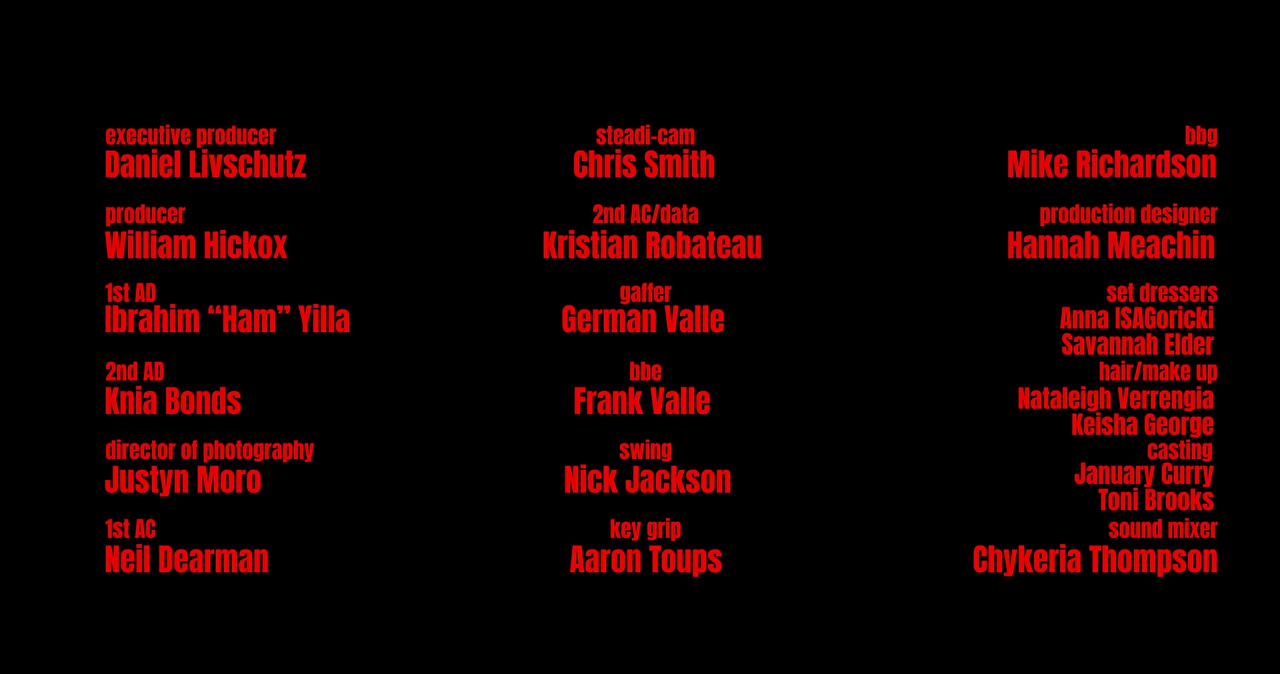 executive producer
Daniel Livschutz
producer
William Hickox
1st AD
Ibrahim “Ham” Yilla
2nd AD
Knia Bonds
director of photography
Justyn Moro
1st AC
Neil Dearman
steadi-cam
Chris Smith
2nd AC/data
Kristian Robateau
gaffer
German Valle
bbe
Frank Valle
swing
Nick Jackson
key grip
Aaron Toups
bbg
Mike Richardson
production designer
Hannah Meachin
set dressers
Anna ISAGoricki
Savannah Elder
hair/make up
Nataleigh Verrengia
Keisha George
casting
January Curry
Toni Brooks
sound mixer
Chykeria Thompson